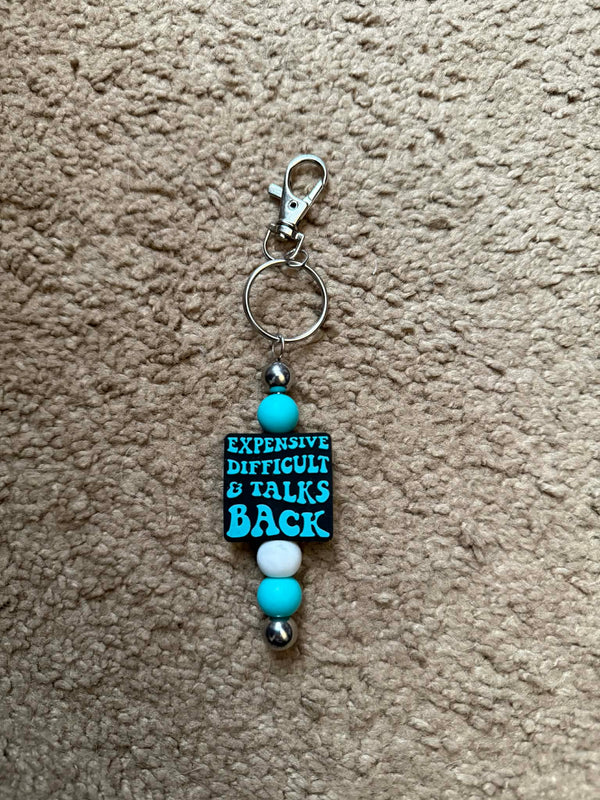 EXPENSIVE
DIFFICULT
& TALKS
BACK